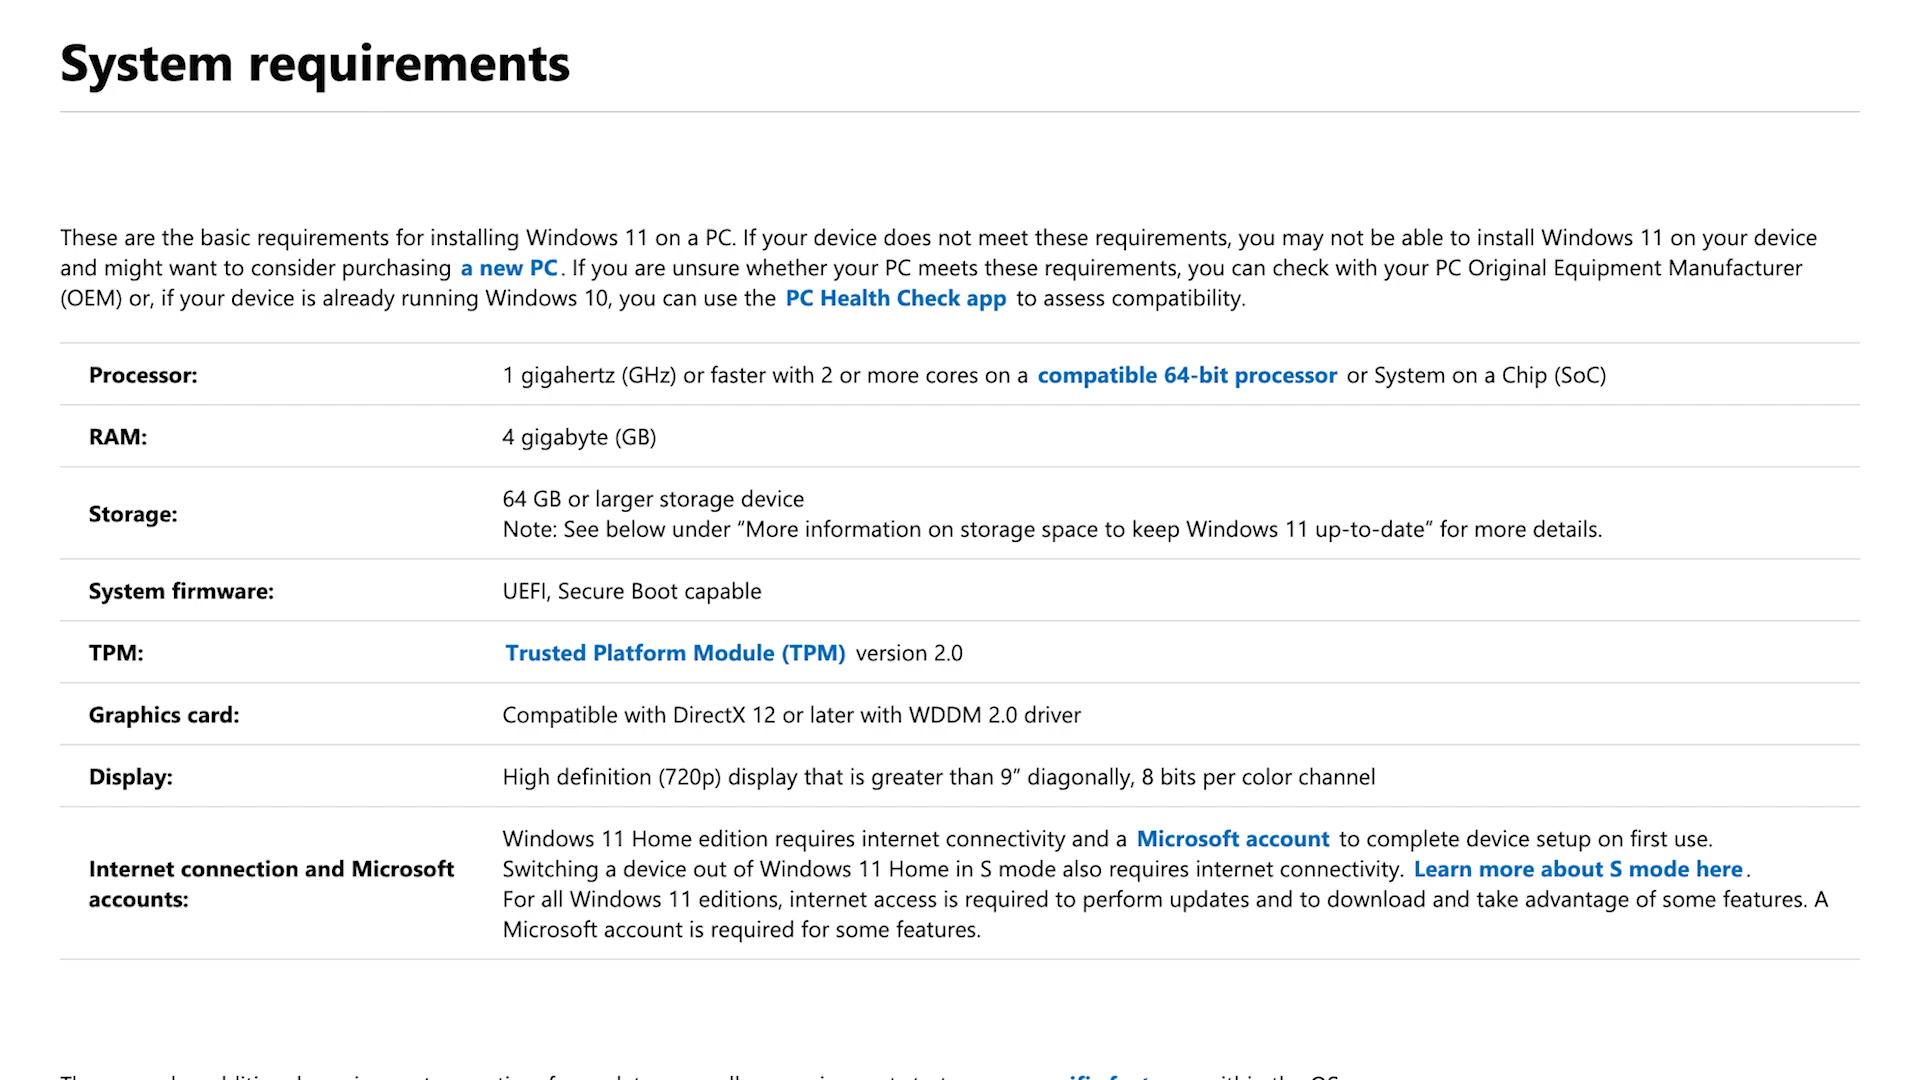 System requirements
These are the basic requirements for installing Windows 11 on a PC. If your device does not meet these requirements, you may not be able to install Windows 11 on your device
and might want to consider purchasing a new PC. If you are unsure whether your PC meets these requirements, you can check with your PC Original Equipment Manufacturer
(OEM) or, if your device is already running Windows 10, you can use the PC Health Check app to assess compatibility.
Processor: 1 gigahertz (GHz) or faster with 2 or more cores on a compatible 64-bit processor or System on a Chip (SoC)
RAM: 4 gigabyte (GB)
Storage: 64 GB or larger storage device
Note: See below under “More information on storage space to keep Windows 11 up-to-date” for more details.
System firmware: UEFI, Secure Boot capable
TPM: Trusted Platform Module (TPM) version 2.0
Graphics card: Compatible with DirectX 12 or later with WDDM 2.0 driver
Display: High definition (720p) display that is greater than 9” diagonally, 8 bits per color channel
Internet connection and Microsoft
accounts:
Windows 11 Home edition requires internet connectivity and a Microsoft account to complete device setup on first use.
Switching a device out of Windows 11 Home in S mode also requires internet connectivity. Learn more about S mode here.
For all Windows 11 editions, internet access is required to perform updates and to download and take advantage of some features. A
Microsoft account is required for some features.